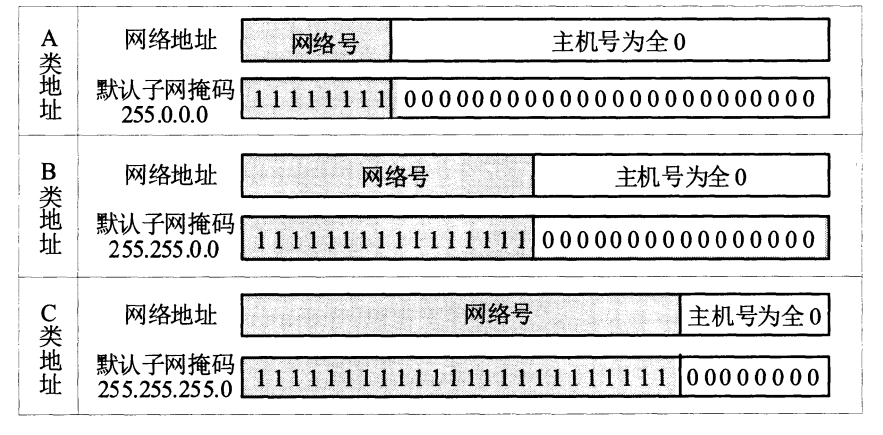 A类地址
网络地址
网络号
主机号为全0
默认子网掩码
255.0.0.0
11111111
000000000000000000000000
B类地址
网络地址
网络号
主机号为全0
默认子网掩码
255.255.0.0
1111111111111111
0000000000000000
C类地址
网络地址
网络号
主机号为全0
默认子网掩码
255.255.255.0
111111111111111111111111
00000000